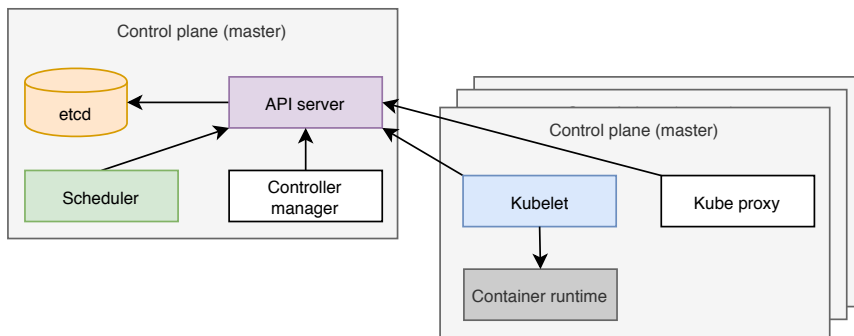 Control plane (master)
etcd
API server
Scheduler
Controller
manager
Control plane (master)
Kubelet
Kube proxy
Container runtime